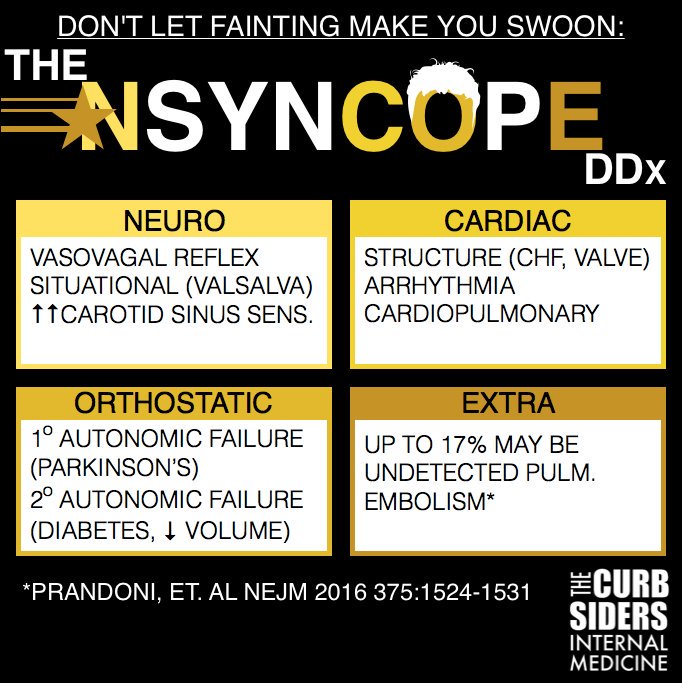 DON'T LET FAINTING MAKE YOU SWOON:
THE
NSYNCOPE
DDx
NEURO
VASOVAGAL REFLEX
SITUATIONAL (VALSALVA)
↑↑CAROTID SINUS SENS.
CARDIAC
STRUCTURE (CHF, VALVE)
ARRHYTHMIA
CARDIOPULMONARY
ORTHOSTATIC
1º AUTONOMIC FAILURE
(PARKINSON'S)
2º AUTONOMIC FAILURE
(DIABETES, ↓ VOLUME)
EXTRA
UP TO 17% MAY BE
UNDETECTED PULM.
EMBOLISM*
*PRANDONI, ET. AL NEJM 2016 375:1524-1531
THE CURB
SIDERS
INTERNAL
MEDICINE